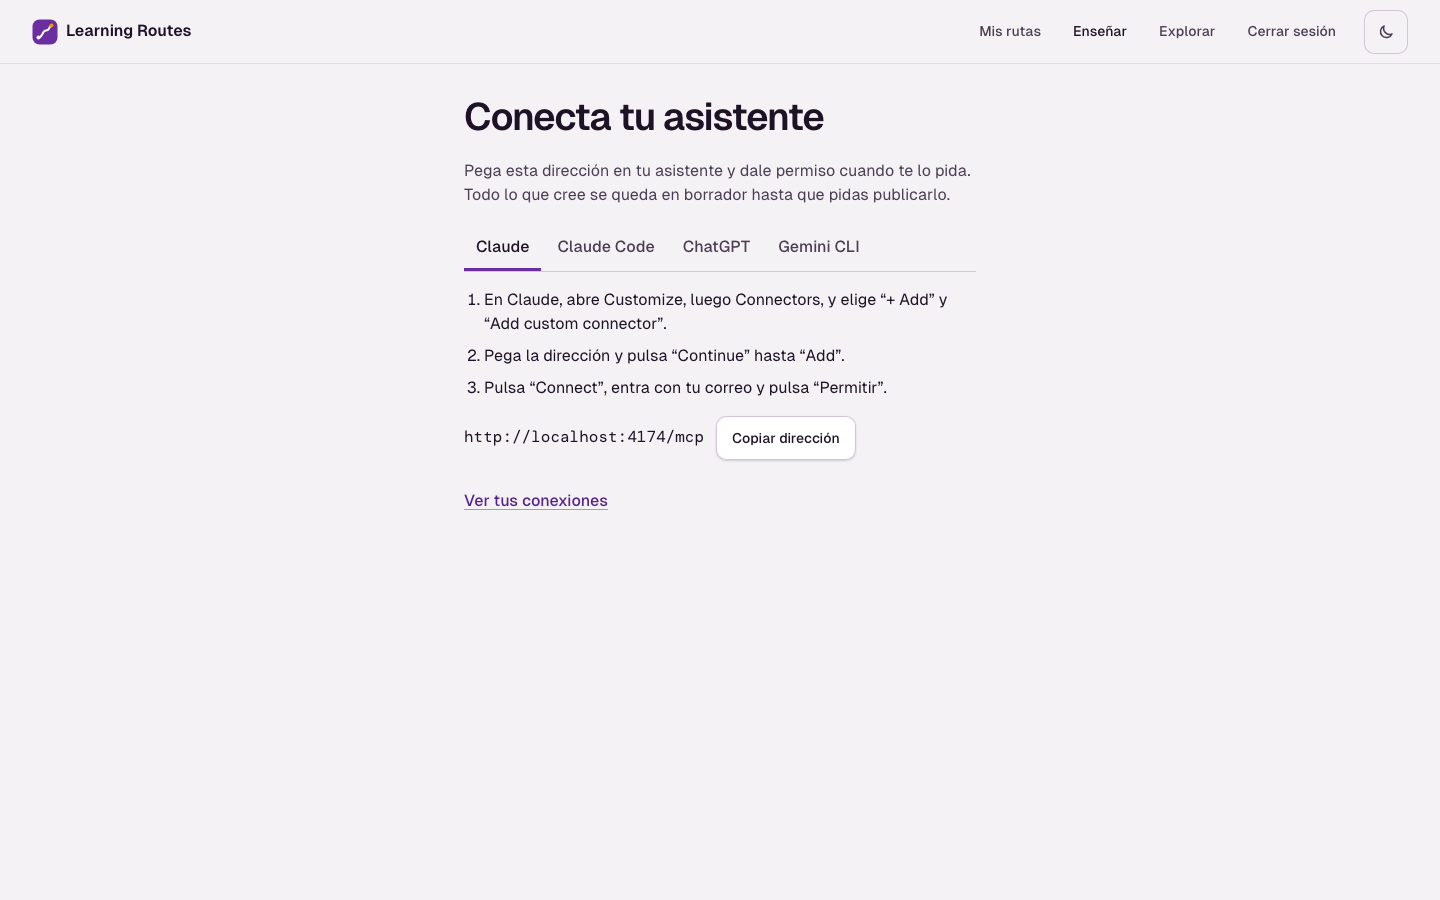 Learning Routes
Mis rutas
Enseñar
Explorar
Cerrar sesión
Conecta tu asistente
Pega esta dirección en tu asistente y dale permiso cuando te lo pida.
Todo lo que cree se queda en borrador hasta que pidas publicarlo.
Claude
Claude Code
ChatGPT
Gemini CLI
1. En Claude, abre Customize, luego Connectors, y elige “+ Add” y
“Add custom connector”.
2. Pega la dirección y pulsa “Continue” hasta “Add”.
3. Pulsa “Connect”, entra con tu correo y pulsa “Permitir”.
http://localhost:4174/mcp
Copiar dirección
Ver tus conexiones